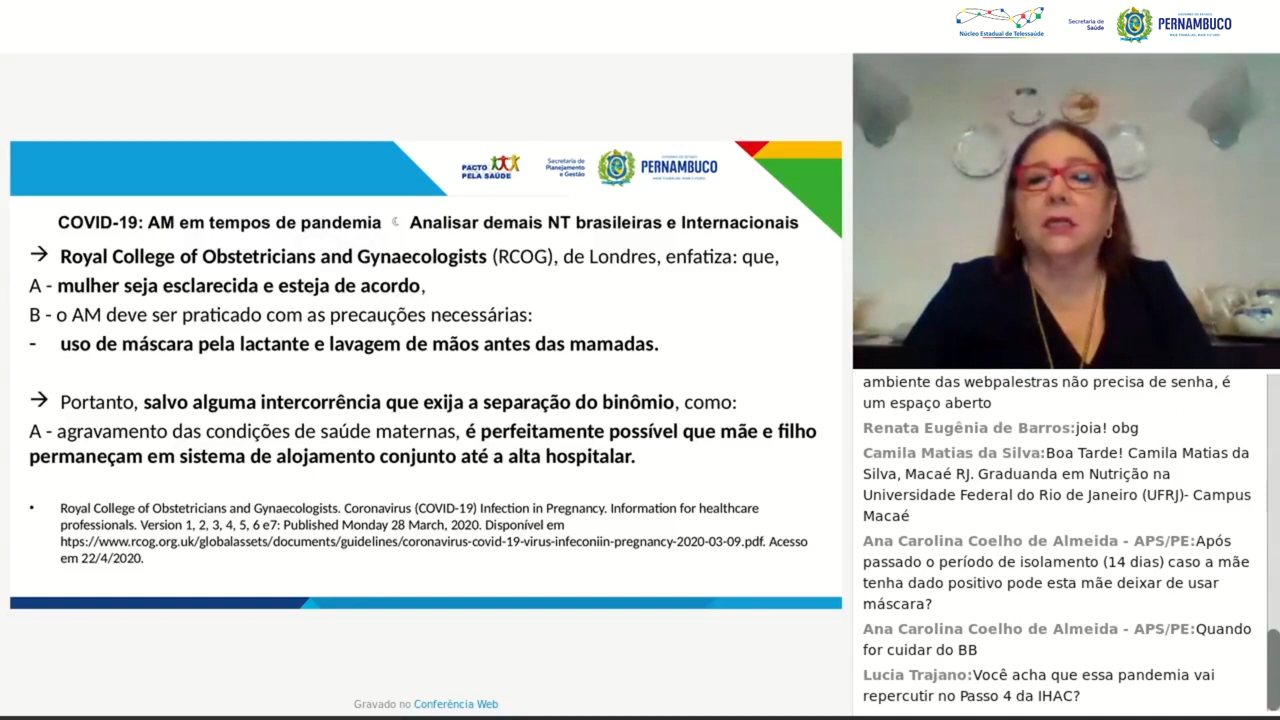 Núcleo Estadual de Telessaúde
Secretaria de
Saúde
PERNAMBUCO
PACTO
PELA SAÚDE
Secretaria de
Planejamento
e Gestão
GOVERNO DO ESTADO
PERNAMBUCO
COVID-19: AM em tempos de pandemia ☾ Analisar demais NT brasileiras e Internacionais
→ Royal College of Obstetricians and Gynaecologists (RCOG), de Londres, enfatiza: que,
A - mulher seja esclarecida e esteja de acordo,
B - o AM deve ser praticado com as precauções necessárias:
- uso de máscara pela lactante e lavagem de mãos antes das mamadas.
→ Portanto, salvo alguma intercorrência que exija a separação do binômio, como:
A - agravamento das condições de saúde maternas, é perfeitamente possível que mãe e filho
permaneçam em sistema de alojamento conjunto até a alta hospitalar.
• Royal College of Obstetricians and Gynaecologists. Coronavirus (COVID-19) Infection in Pregnancy. Information for healthcare
professionals. Version 1, 2, 3, 4, 5, 6 e7: Published Monday 28 March, 2020. Disponível em
htps://www.rcog.org.uk/globalassets/documents/guidelines/coronavirus-covid-19-virus-infeconiin-pregnancy-2020-03-09.pdf. Acesso
em 22/4/2020.
Gravado no Conferência Web
ambiente das webpalestras não precisa de senha, é
um espaço aberto
Renata Eugênia de Barros:joia! obg
Camila Matias da Silva:Boa Tarde! Camila Matias da
Silva, Macaé RJ. Graduanda em Nutrição na
Universidade Federal do Rio de Janeiro (UFRJ)- Campus
Macaé
Ana Carolina Coelho de Almeida - APS/PE:Após
passado o período de isolamento (14 dias) caso a mãe
tenha dado positivo pode esta mãe deixar de usar
máscara?
Ana Carolina Coelho de Almeida - APS/PE:Quando
for cuidar do BB
Lucia Trajano:Você acha que essa pandemia vai
repercutir no Passo 4 da IHAC?